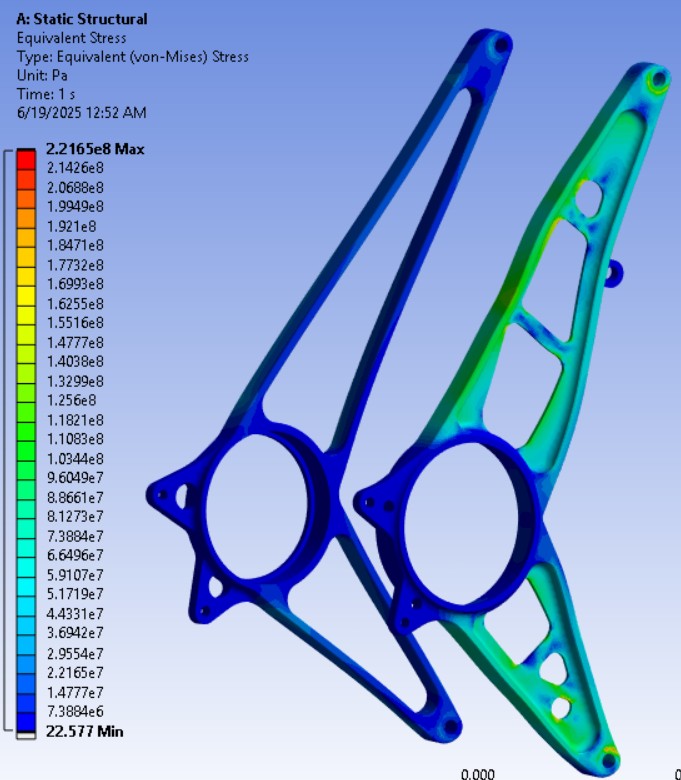 A: Static Structural
Equivalent Stress
Type: Equivalent (von-Mises) Stress
Unit: Pa
Time: 1 s
6/19/2025 12:52 AM
2.2165e8 Max
2.1426e8
2.0688e8
1.9949e8
1.921e8
1.8471e8
1.7732e8
1.6993e8
1.6255e8
1.5516e8
1.4777e8
1.4038e8
1.3299e8
1.256e8
1.1821e8
1.1083e8
1.0344e8
9.6049e7
8.8661e7
8.1273e7
7.3884e7
6.6496e7
5.9107e7
5.1719e7
4.4331e7
3.6942e7
2.9554e7
2.2165e7
1.4777e7
7.3884e6
22.577 Min
0.000